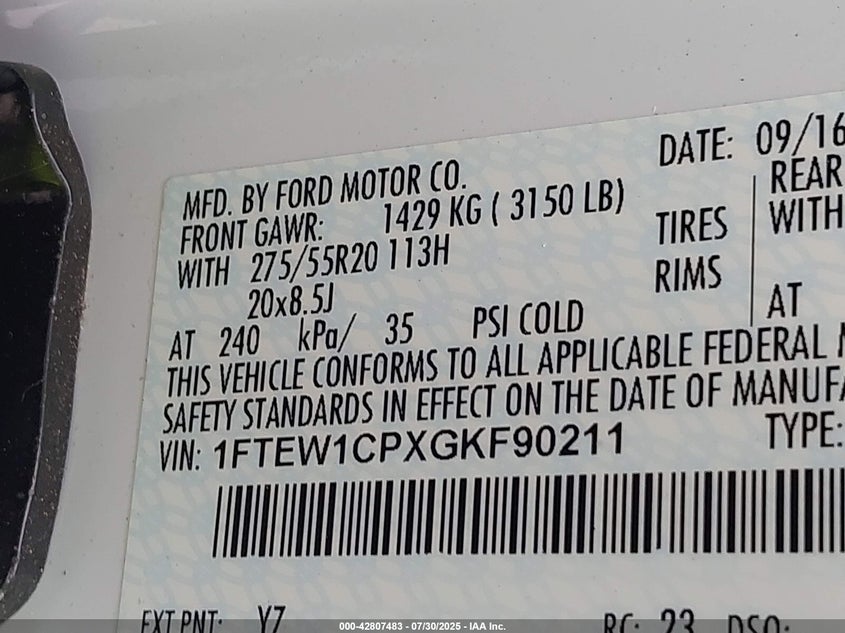 MFD. BY FORD MOTOR CO.
DATE: 09/16
FRONT GAWR: 1429 KG ( 3150 LB)
REAR
WITH 275/55R20 113H TIRES
WITH
20x8.5J RIMS
AT 240 kPa/ 35 PSI COLD
AT
THIS VEHICLE CONFORMS TO ALL APPLICABLE FEDERAL
SAFETY STANDARDS IN EFFECT ON THE DATE OF MANUFA
VIN: 1FTEW1CPXGKF90211
TYPE:
EXT PNT: YZ RC: 23 DSO:
000-42807483 - 07/30/2025 - IAA Inc.